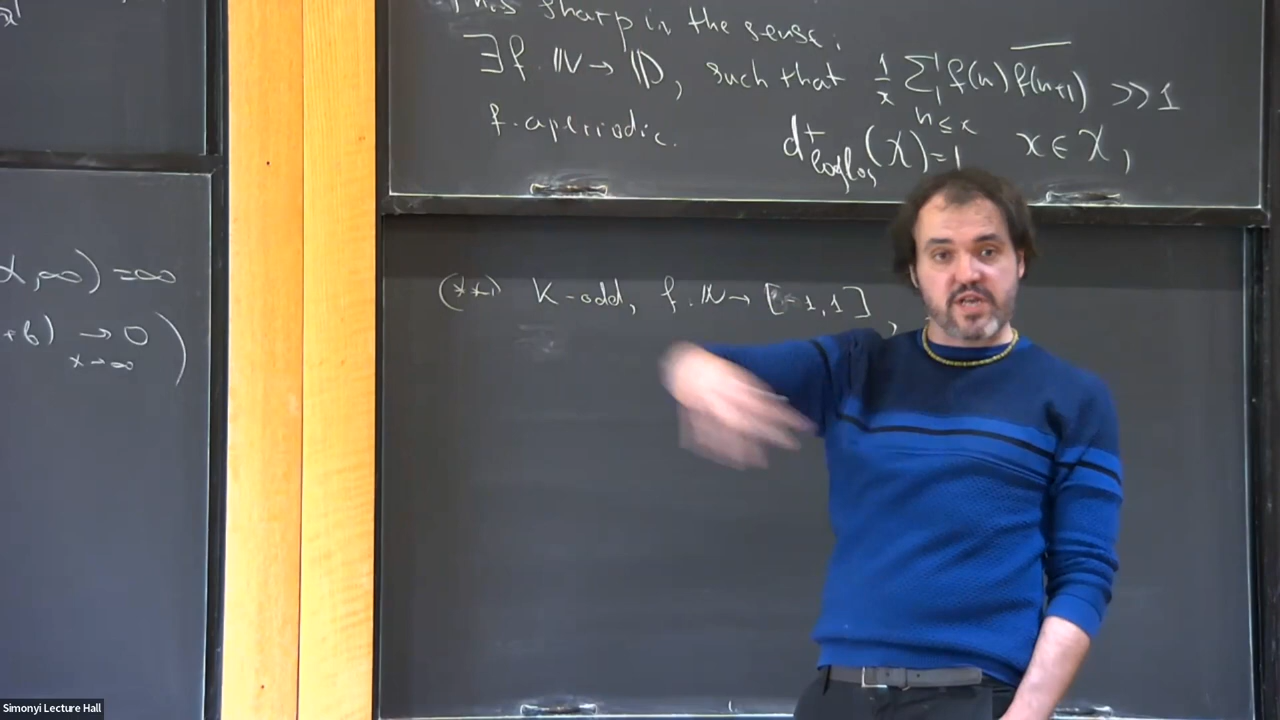 This sharp in the sense,
∃f: ℕ → 𝔻, such that 1/x ∑_{n≤x} f(n) \overline{f(n+1)} >> 1
f-aperiodic. d⁺_{loglog}(𝒳)=1 x ∈ 𝒳,
, ∞) = ∞
+b) → 0 )
x→∞
(**) K-odd, f: ℕ → [-1,1],
Simonyi Lecture Hall